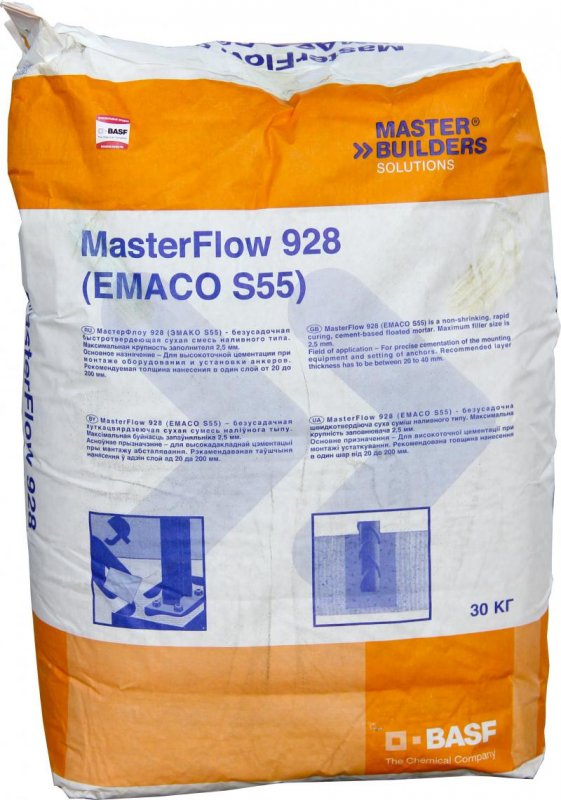 MasterFlow
BASF
MASTER®
BUILDERS
SOLUTIONS
MasterFlow 928
(EMACO S55)
RU МастерФлоу 928 (ЭМАКО S55) - безусадочная
быстротвердеющая сухая смесь наливного типа.
Максимальная крупность заполнителя 2,5 мм.
Основное назначение – Для высокоточной цементации при
монтаже оборудования и установки анкеров.
Рекомендуемая толщина нанесения в один слой от 20 до
200 мм.
GB MasterFlow 928 (EMACO S55) is a non-shrinking, rapid
curing, cement-based floated mortar. Maximum filler size is
2,5 mm.
Field of application – For precise cementation of the mounting
equipment and setting of anchors. Recommended layer
thickness has to be between 20 to 40 mm.
BY МастэрФлоу 928 (ЭМАКО S55) - безусадачная
хуткацвярдзеючая сухая сумесь наліўнога тыпу.
Максімальная буйнасць запаўняльніка 2,5 мм.
Асноўнае прызначэнне – для высокадакладнай цэментацыі
пры мантажу абсталявання. Рэкамендаваная таўшчыня
нанясення ў адзін слой ад 20 да 200 мм.
UA MasterFlow 928 (EMACO S55) - безусадочна
швидкотвердіюча суха суміш наливного типу. Максимальна
крупність заповнювача 2,5 мм.
Основне призначення – Для високоточної цементації при
монтажі устаткування. Рекомендована товщина нанесення
в один шар від 20 до 200 мм.
MasterFlow 928
30 КГ
BASF
The Chemical Company